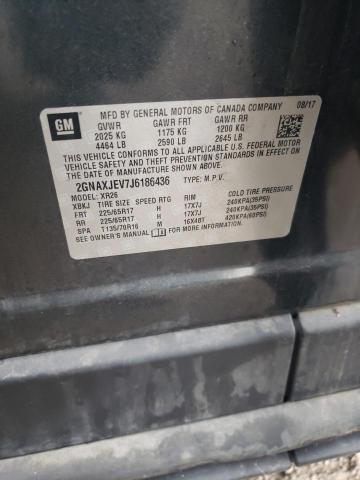 MFD BY GENERAL MOTORS OF CANADA COMPANY 08/17
GM
GVWR GAWR FRT GAWR RR
2025 KG 1175 KG 1200 KG
4464 LB 2590 LB 2645 LB
THIS VEHICLE CONFORMS TO ALL APPLICABLE U.S. FEDERAL MOTOR
VEHICLE SAFETY, BUMPER, AND THEFT PREVENTION STANDARDS
IN EFFECT ON THE DATE OF MANUFACTURE SHOWN ABOVE.
2GNAXJEV7J6186436 TYPE: M.P.V.
MODEL: XR26
XBKJ TIRE SIZE SPEED RTG RIM COLD TIRE PRESSURE
FRT 225/65R17 H 17X7J 240KPA(35PSI)
RR 225/65R17 H 17X7J 240KPA(35PSI)
SPA T135/70R16 M 16X4BT 420KPA(60PSI)
SEE OWNER'S MANUAL FOR MORE INFORMATION.